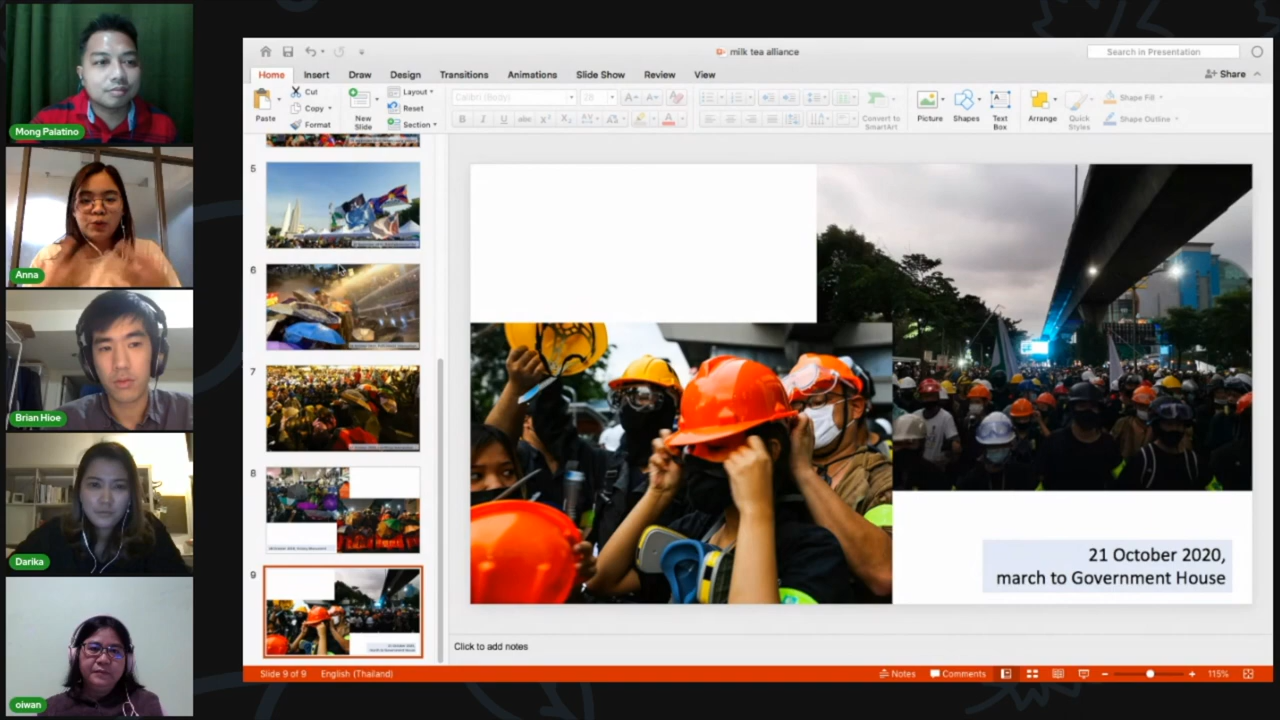 Mong Palatino
Anna
Brian Hioe
Darika
oiwan
milk tea alliance
Search in Presentation
Home Insert Draw Design Transitions Animations Slide Show Review View
Share
Paste
Cut
Copy
Format
New
Slide
Layout
Reset
Section
Calibri (Body)
28
Convert to
SmartArt
Picture
Shapes
Text
Box
Arrange
Quick
Styles
Shape Fill
Shape Outline
5
6
7
8
9
21 October 2020,
march to Government House
Click to add notes
Slide 9 of 9 English (Thailand)
Notes Comments 115%